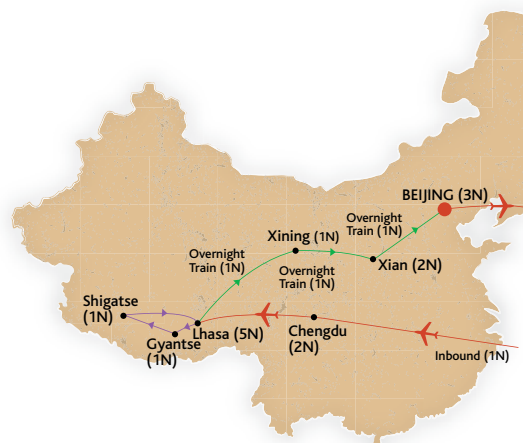 BEIJING (3N)
Overnight
Train (1N)
Xining (1N)
Overnight
Train (1N)
Overnight
Train (1N)
Xian (2N)
Shigatse
(1N)
Gyantse
(1N)
Lhasa (5N)
Chengdu
(2N)
Inbound (1N)